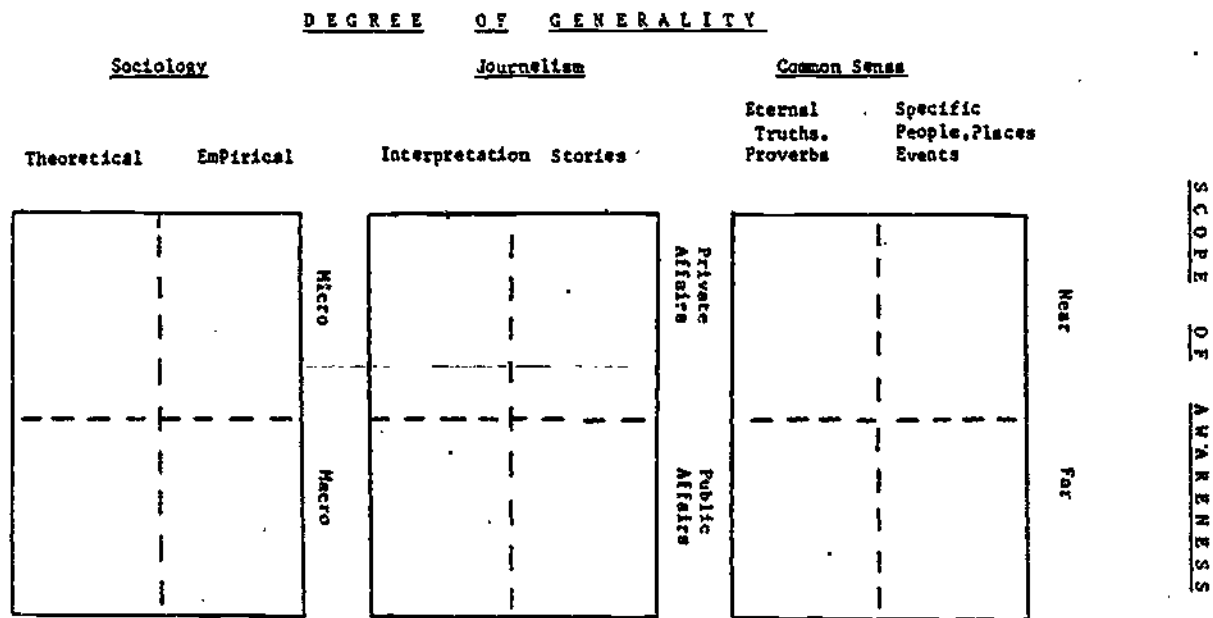 DEGREE OF GENERALITY
Sociology Journalism Common Sense
Eternal Specific
Truths. People,Places
Theoretical Empirical Interpretation Stories Proverbs Events
Micro
Private
Affairs
Near
Macro
Public
Affairs
Far
SCOPE OF AWARENESS